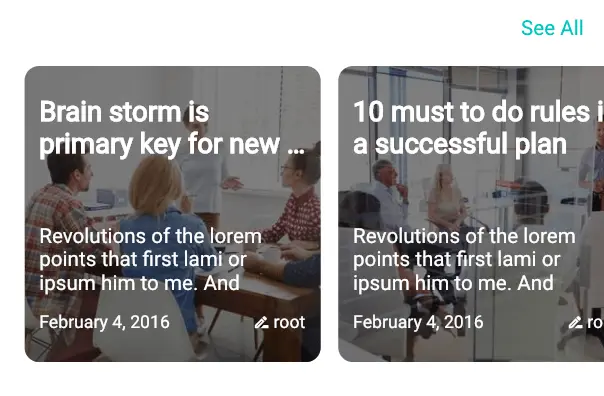 See All
Brain storm is
primary key for new ...
Revolutions of the lorem
points that first lami or
ipsum him to me. And
February 4, 2016
root
10 must to do rules i
a successful plan
Revolutions of the lorem
points that first lami or
ipsum him to me. And
February 4, 2016
ro